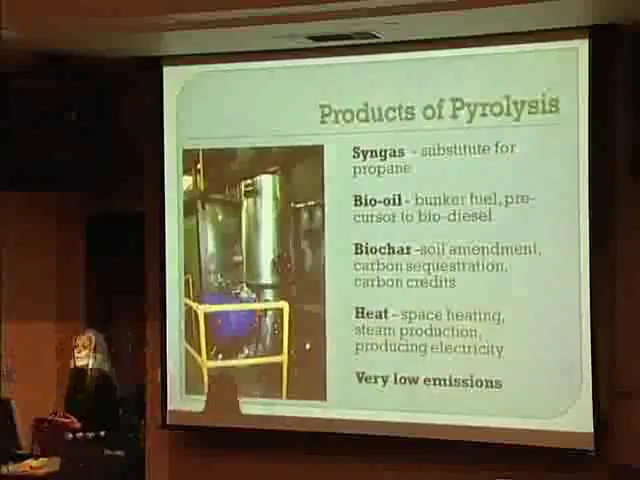 Products of Pyrolysis
Syngas - substitute for
propane
Bio-oil - bunker fuel, pre-
cursor to bio-diesel
Biochar -soil amendment,
carbon sequestration,
carbon credits
Heat - space heating,
steam production,
producing electricity
Very low emissions